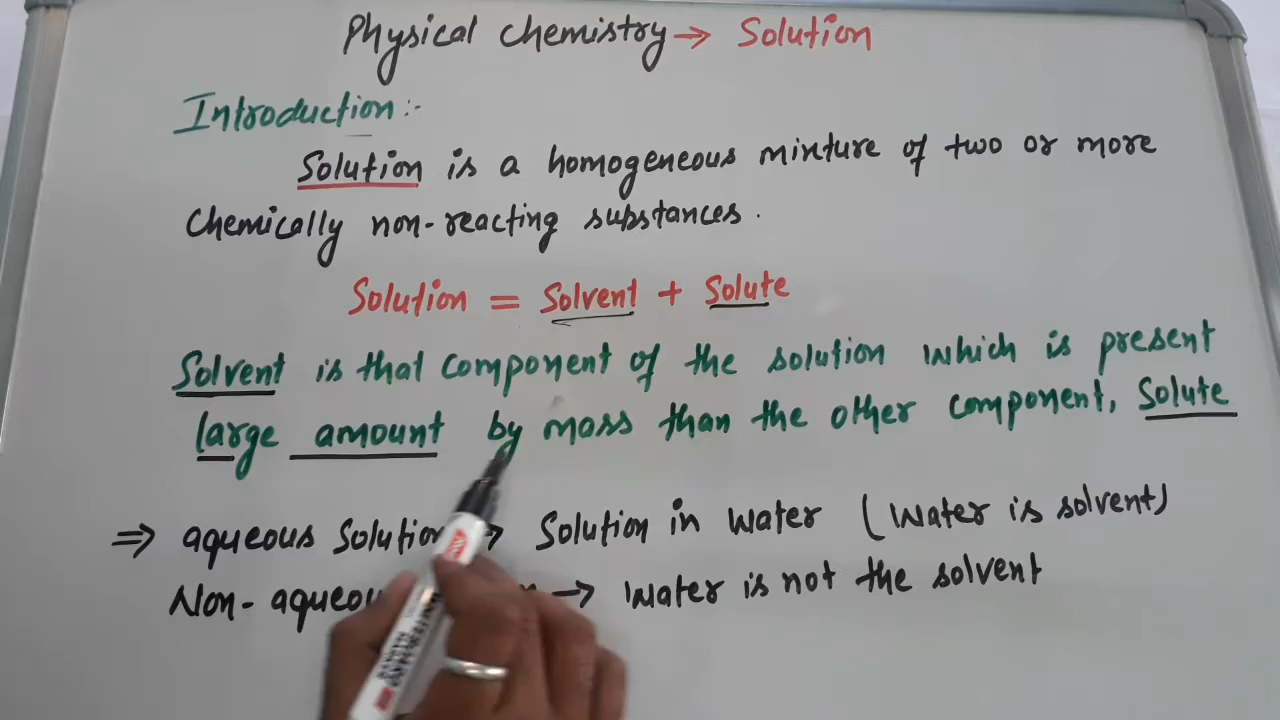 Physical chemistry → Solution
Introduction:-
Solution is a homogeneous mixture of two or more
Chemically non-reacting substances.
Solution = Solvent + Solute
Solvent is that component of the solution which is present
large amount by mass than the other component, Solute
⇒ aqueous Solution → Solution in water (water is solvent)
Non-aqueou → water is not the solvent